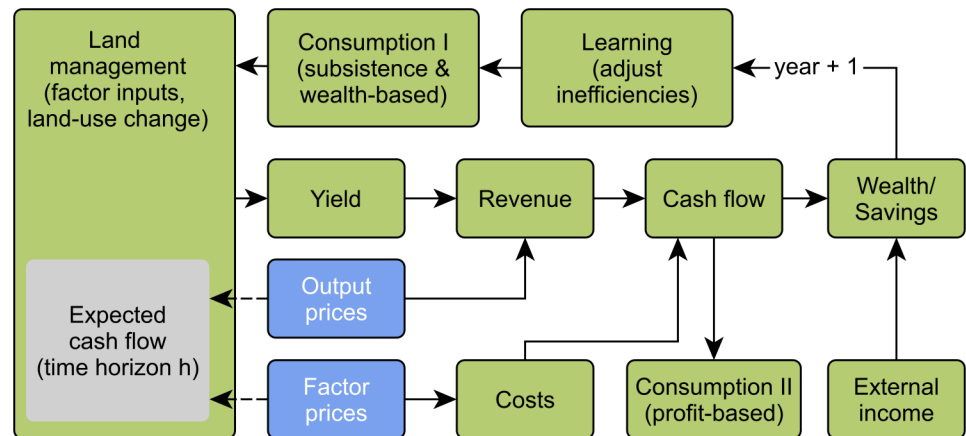 Land
management
(factor inputs,
land-use change)
Consumption I
(subsistence &
wealth-based)
Learning
(adjust
inefficiencies)
year + 1
Yield
Revenue
Cash flow
Wealth/
Savings
Expected
cash flow
(time horizon h)
Output
prices
Factor
prices
Costs
Consumption II
(profit-based)
External
income